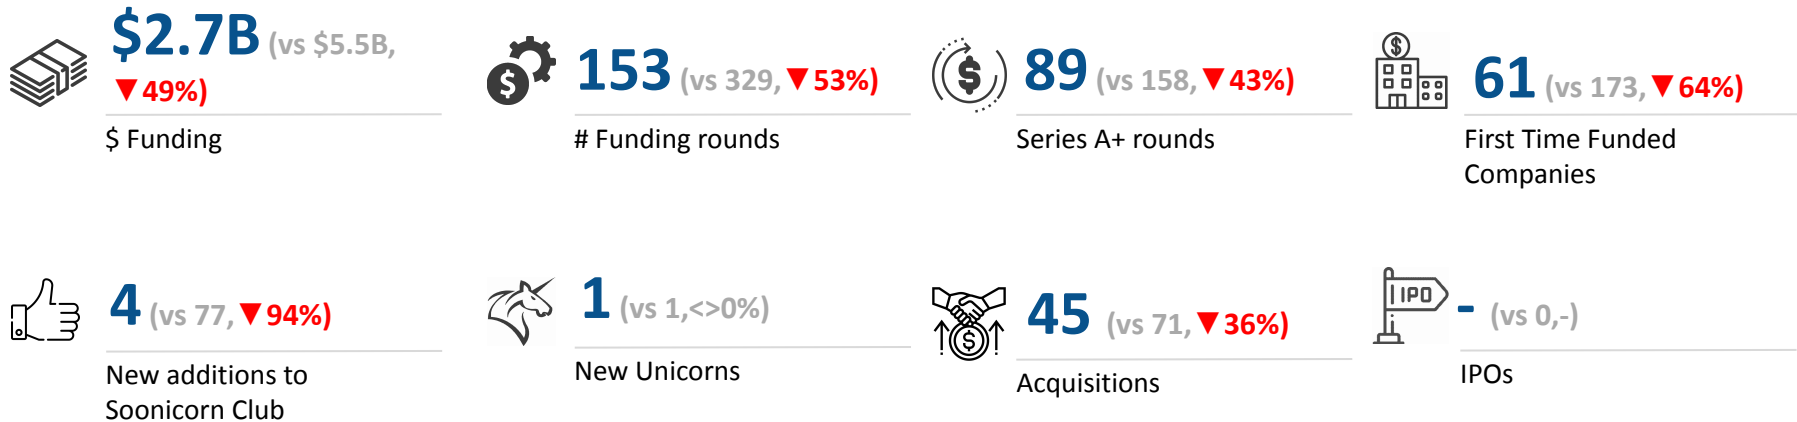 $2.7B (vs $5.5B,
▼49%)
$ Funding
153 (vs 329, ▼53%)
# Funding rounds
89 (vs 158, ▼43%)
Series A+ rounds
61 (vs 173, ▼64%)
First Time Funded
Companies
4 (vs 77, ▼94%)
New additions to
Soonicorn Club
1 (vs 1,<>0%)
New Unicorns
45 (vs 71, ▼36%)
Acquisitions
IPO
- (vs 0,-)
IPOs